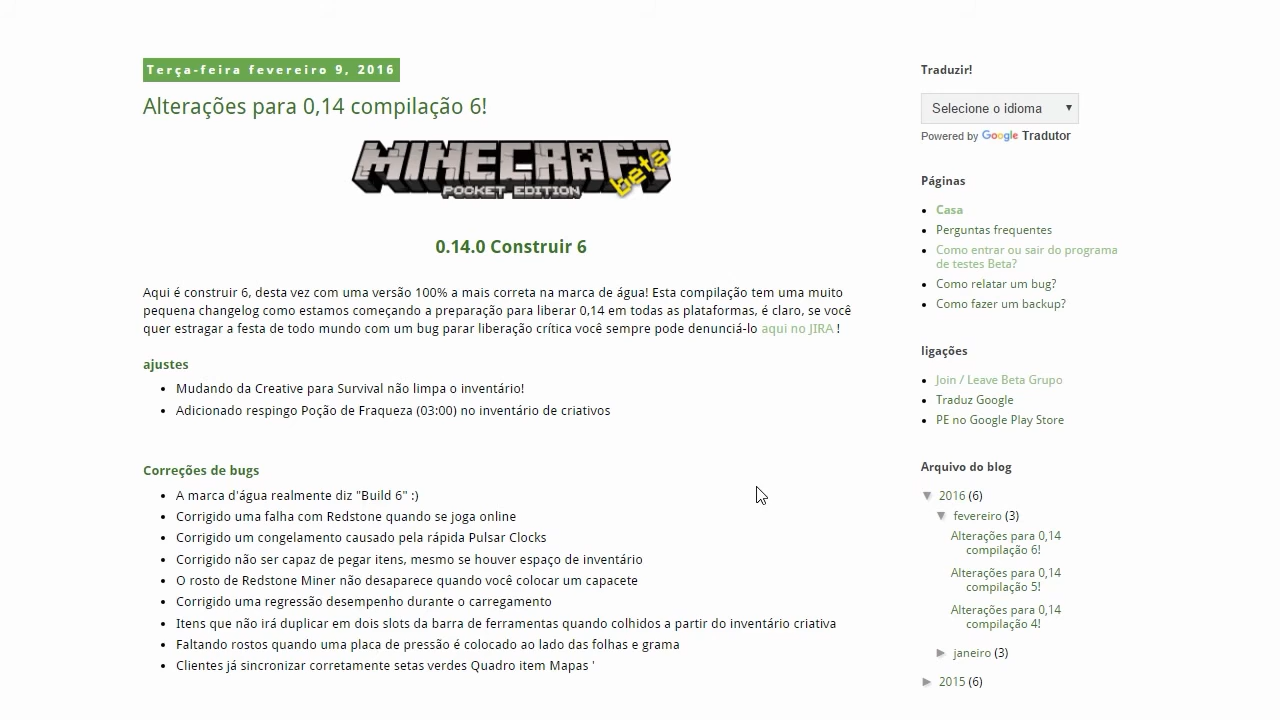 Terça-feira fevereiro 9, 2016
Alterações para 0,14 compilação 6!
MINECRAFT
POCKET EDITION
beta
0.14.0 Construir 6
Aqui é construir 6, desta vez com uma versão 100% a mais correta na marca de água! Esta compilação tem uma muito
pequena changelog como estamos começando a preparação para liberar 0,14 em todas as plataformas, é claro, se você
quer estragar a festa de todo mundo com um bug parar liberação crítica você sempre pode denunciá-lo aqui no JIRA !
ajustes
Mudando da Creative para Survival não limpa o inventário!
Adicionado respingo Poção de Fraqueza (03:00) no inventário de criativos
Correções de bugs
A marca d'água realmente diz "Build 6" :)
Corrigido uma falha com Redstone quando se joga online
Corrigido um congelamento causado pela rápida Pulsar Clocks
Corrigido não ser capaz de pegar itens, mesmo se houver espaço de inventário
O rosto de Redstone Miner não desaparece quando você colocar um capacete
Corrigido uma regressão desempenho durante o carregamento
Itens que não irá duplicar em dois slots da barra de ferramentas quando colhidos a partir do inventário criativa
Faltando rostos quando uma placa de pressão é colocado ao lado das folhas e grama
Clientes já sincronizar corretamente setas verdes Quadro item Mapas '
Traduzir!
Selecione o idioma
Powered by Google Tradutor
Páginas
Casa
Perguntas frequentes
Como entrar ou sair do programa
de testes Beta?
Como relatar um bug?
Como fazer um backup?
ligações
Join / Leave Beta Grupo
Traduz Google
PE no Google Play Store
Arquivo do blog
2016 (6)
fevereiro (3)
Alterações para 0,14
compilação 6!
Alterações para 0,14
compilação 5!
Alterações para 0,14
compilação 4!
janeiro (3)
2015 (6)